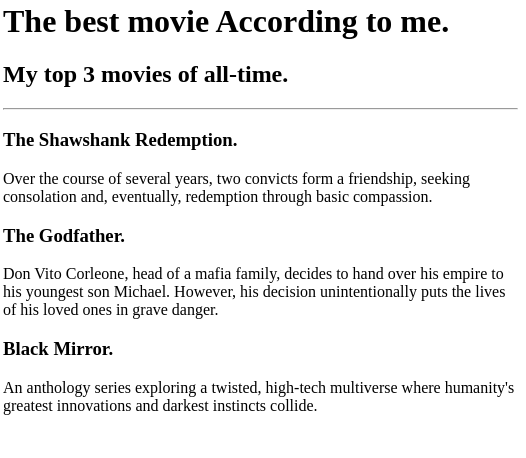 The best movie According to me.
My top 3 movies of all-time.
The Shawshank Redemption.
Over the course of several years, two convicts form a friendship, seeking
consolation and, eventually, redemption through basic compassion.
The Godfather.
Don Vito Corleone, head of a mafia family, decides to hand over his empire to
his youngest son Michael. However, his decision unintentionally puts the lives
of his loved ones in grave danger.
Black Mirror.
An anthology series exploring a twisted, high-tech multiverse where humanity's
greatest innovations and darkest instincts collide.